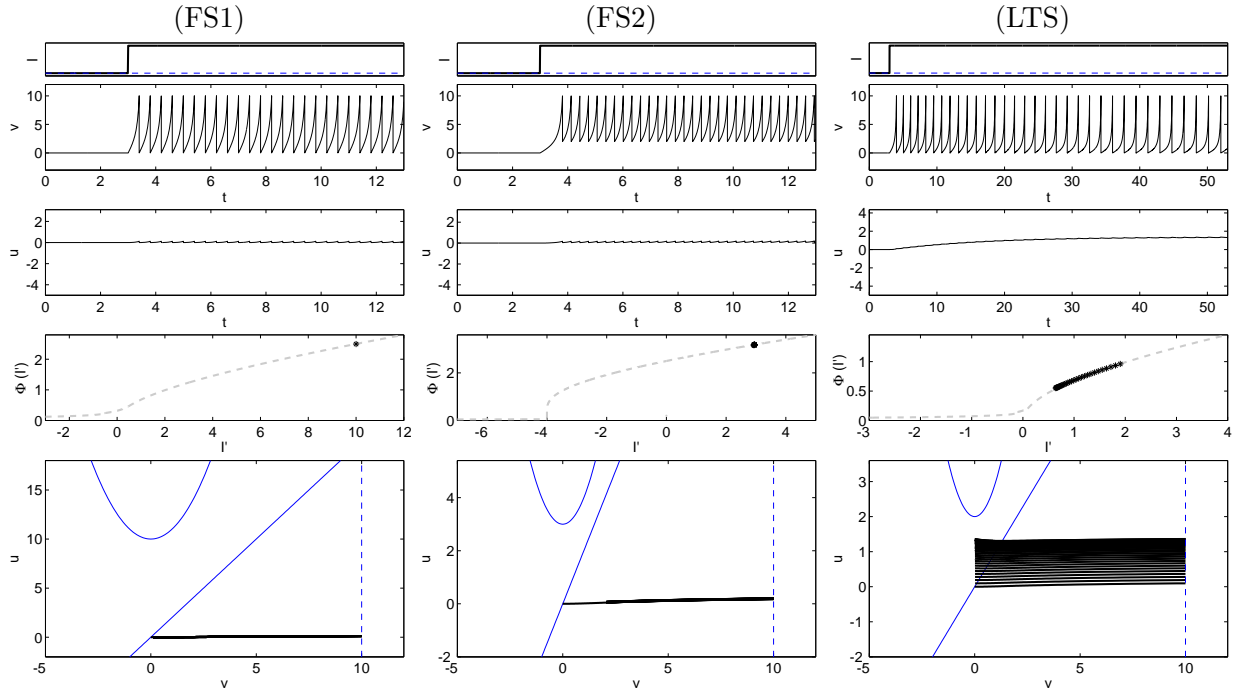 (FS1) (FS2) (LTS)
I I I
10 10 10
5 5 5
0 0 0
v v v
0 2 4 6 8 10 12 0 2 4 6 8 10 12 0 10 20 30 40 50
t t t
2 2 4
0 0 2
-2 -2 0
-4 -4 -2
-4
u u u
0 2 4 6 8 10 12 0 2 4 6 8 10 12 0 10 20 30 40 50
t t t
2 2 1
1 0 0.5
0 0
Φ (I') Φ (I') Φ (I')
-2 0 2 4 6 8 10 12 -6 -4 -2 0 2 4 -3 -2 -1 0 1 2 3 4
I' I' I'
15 4 3
10 2 2
5 0 1
0 -2 0
-1
-2
u u u
-5 0 5 10 -5 0 5 10 -5 0 5 10
v v v